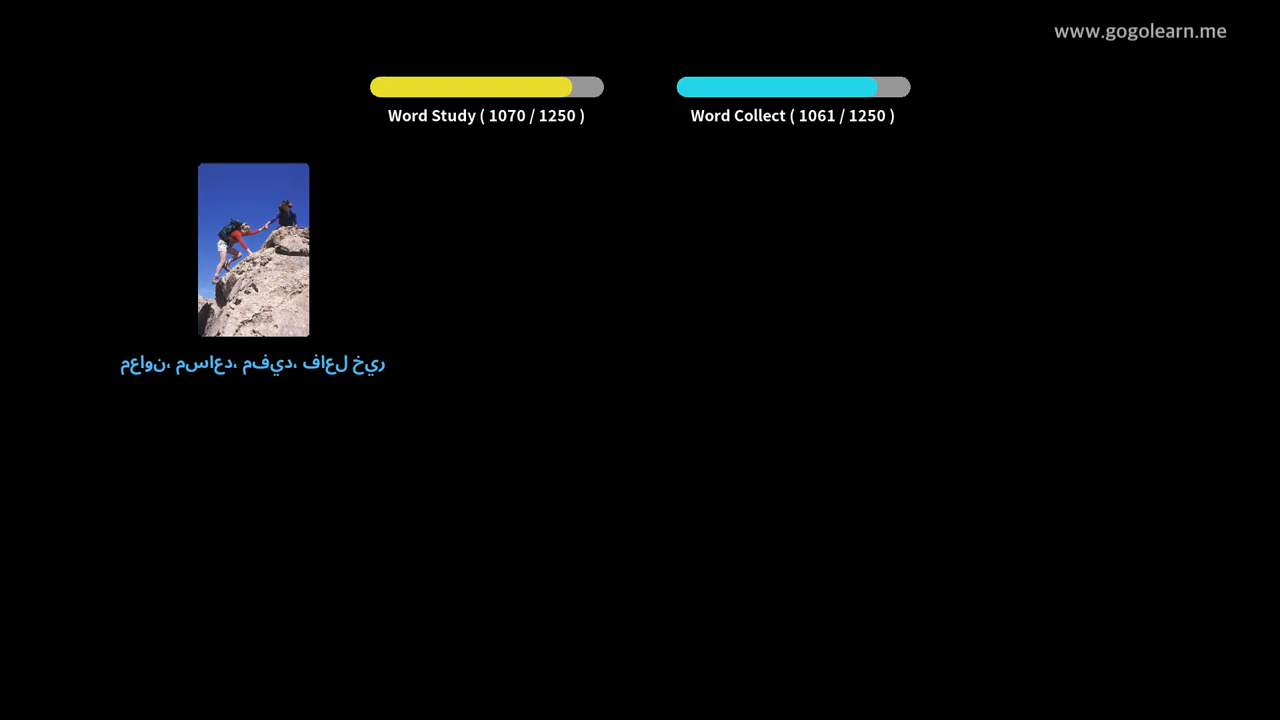 www.gogolearn.me
Word Study ( 1070 / 1250 )
Word Collect ( 1061 / 1250 )
معاون، مساعد، مفيد، فاعل خير